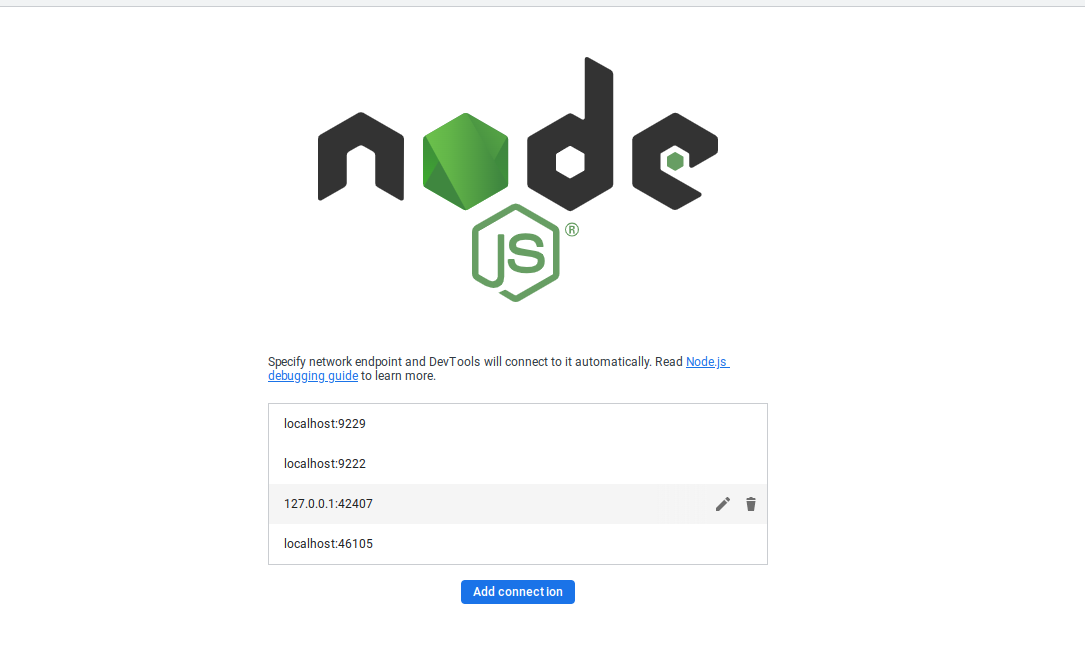 node
JS®
Specify network endpoint and DevTools will connect to it automatically. Read Node.js
debugging guide to learn more.
localhost:9229
localhost:9222
127.0.0.1:42407
localhost:46105
Add connection